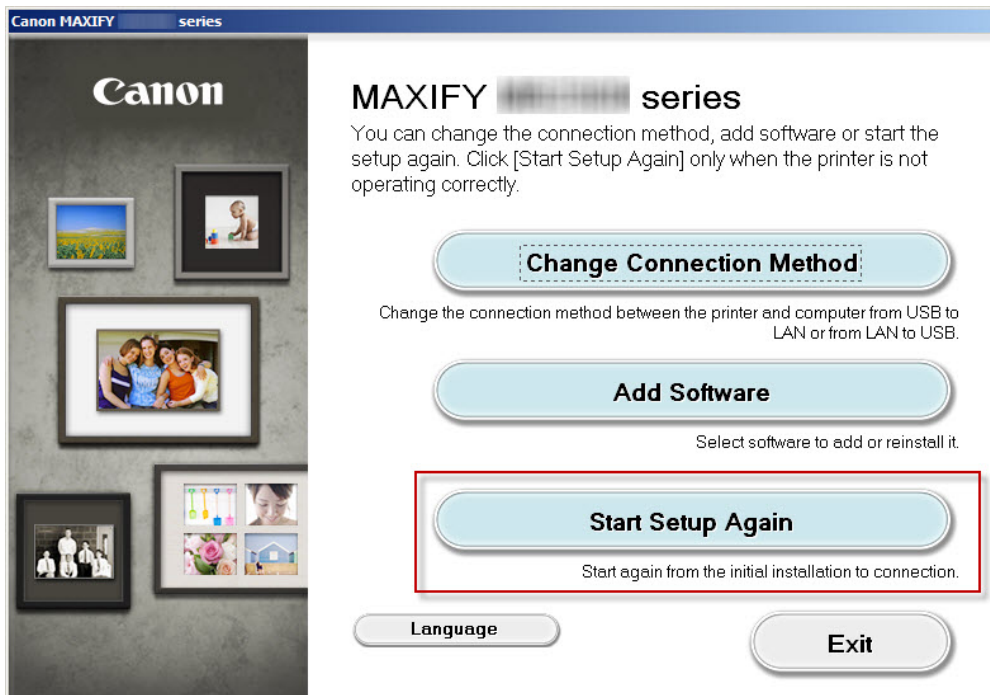 Canon MAXIFY series
Canon
MAXIFY series
You can change the connection method, add software or start the
setup again. Click [Start Setup Again] only when the printer is not
operating correctly.
Change Connection Method
Change the connection method between the printer and computer from USB to
LAN or from LAN to USB.
Add Software
Select software to add or reinstall it.
Start Setup Again
Start again from the initial installation to connection.
Language
Exit